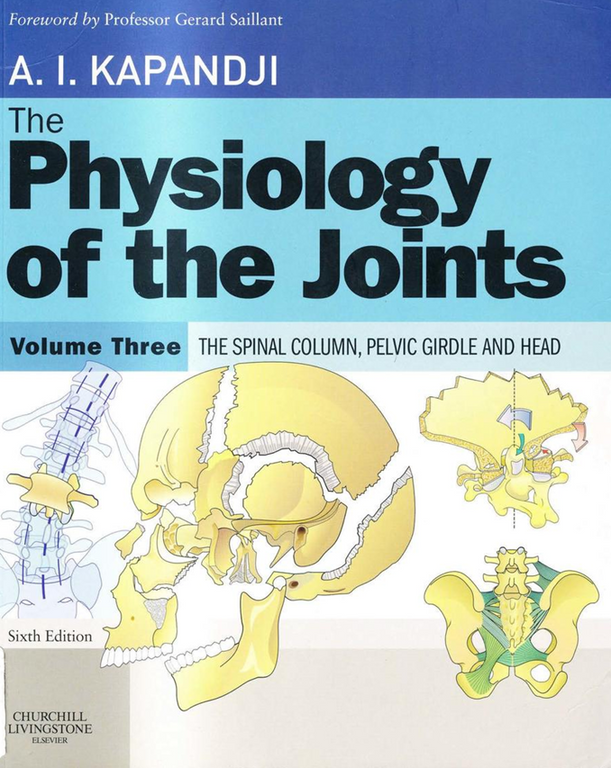 Foreword by Professor Gerard Saillant
A. I. KAPANDJI
The
Physiology
of the Joints
Volume Three THE SPINAL COLUMN, PELVIC GIRDLE AND HEAD
Sixth Edition
CHURCHILL
LIVINGSTONE
ELSEVIER